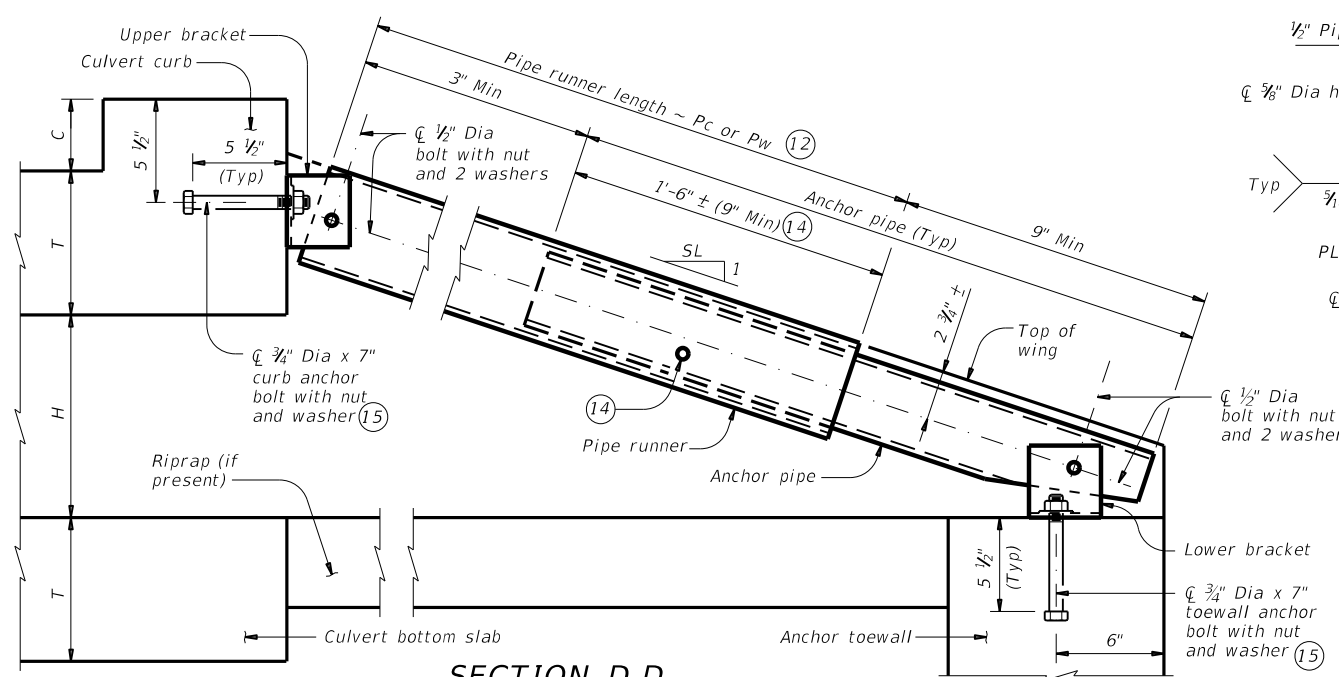 Upper bracket
Culvert curb
C
T
H
T
5 ½"
5 ½"
(Typ)
Pipe runner length ~ Pc or Pw 12
3" Min
℄ ½" Dia
bolt with nut
and 2 washers
Anchor pipe (Typ)
1'-6" ± (9" Min) 14
9" Min
SL
1
2 ¾" ±
Top of
wing
℄ ¾" Dia x 7"
curb anchor
bolt with nut
and washer 15
14
Pipe runner
Anchor pipe
℄ ½" Dia
bolt with nut
and 2 washer
Riprap (if
present)
Lower bracket
5 ½"
(Typ)
℄ ¾" Dia x 7"
toewall anchor
bolt with nut
and washer 15
Culvert bottom slab
Anchor toewall
6"
SECTION D-D
½" Pip
℄ ⅝" Dia h
Typ
5/1
PL
℄